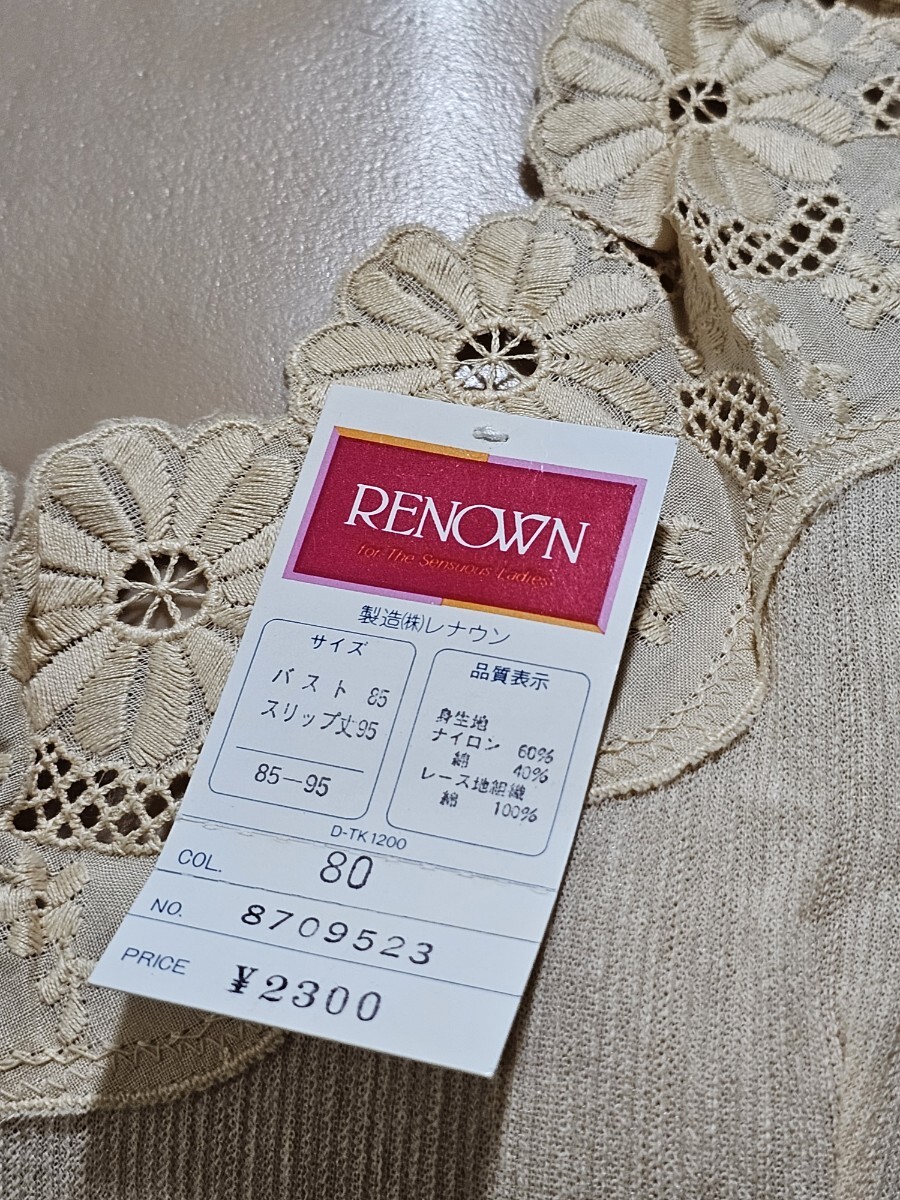 RENOWN
for The Sensuous Ladies
製造(株)レナウン
サイズ
バスト 85
スリップ丈95
85-95
品質表示
身生地
ナイロン 60%
綿 40%
レース地組織
綿 100%
D-TK1200
COL. 80
NO. 8709523
PRICE ¥2300